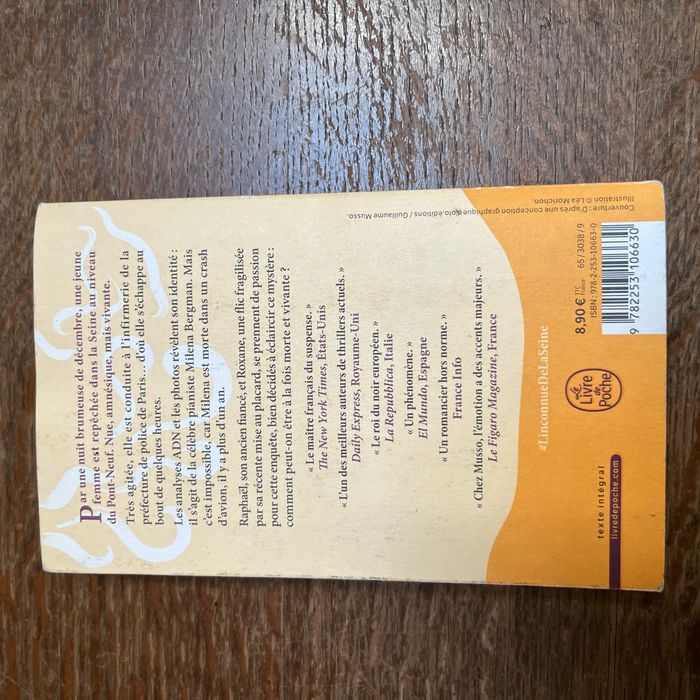 Par une nuit brumeuse de décembre, une jeune
femme est repêchée dans la Seine au niveau
du Pont-Neuf. Nue, amnésique, mais vivante.
Très agitée, elle est conduite à l'infirmerie de la
préfecture de police de Paris… d'où elle s'échappe au
bout de quelques heures.
Les analyses ADN et les photos révèlent son identité :
il s'agit de la célèbre pianiste Milena Bergman. Mais
c'est impossible, car Milena est morte dans un crash
d'avion, il y a plus d'un an.
Raphaël, son ancien fiancé, et Roxane, une flic fragilisée
par sa récente mise au placard, se prennent de passion
pour cette enquête, bien décidés à éclaircir ce mystère :
comment peut-on être à la fois morte et vivante ?
« Le maître français du suspense. »
The New York Times, États-Unis
« L'un des meilleurs auteurs de thrillers actuels. »
Daily Express, Royaume-Uni
« Le roi du noir européen. »
La Repubblica, Italie
« Un phénomène. »
El Mundo, Espagne
« Un romancier hors norme. »
France Info
« Chez Musso, l'émotion a des accents majeurs. »
Le Figaro Magazine, France
#LinconnueDeLaSeine
Le
Livre
de
Poche
texte intégral
livredepoche.com
Couverture : D'après une conception graphique d'olo.éditions / Guillaume Musso.
Illustration © Léa Morichon.
8,90 € TTC
France
65 / 3038 / 9
ISBN : 978-2-253-10663-0
9 782253 106630